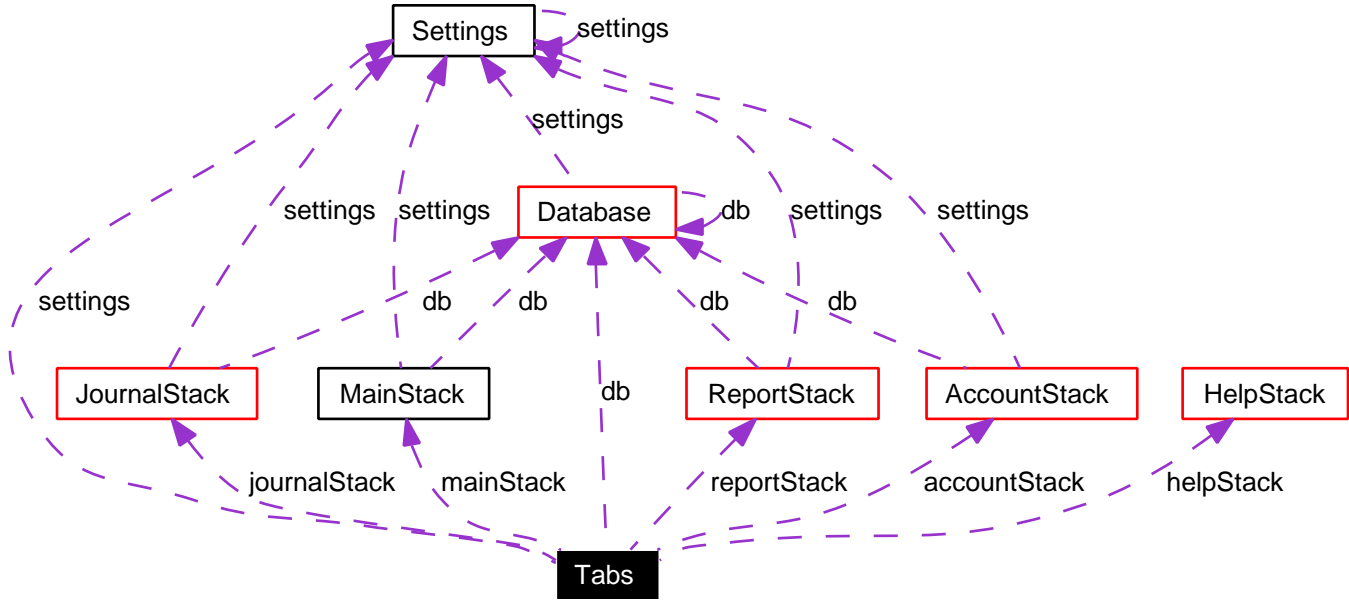 Settings
settings
settings
Database
settings
settings
db
settings
settings
settings
db
db
db
db
JournalStack
MainStack
db
ReportStack
AccountStack
HelpStack
journalStack
mainStack
reportStack
accountStack
helpStack
Tabs